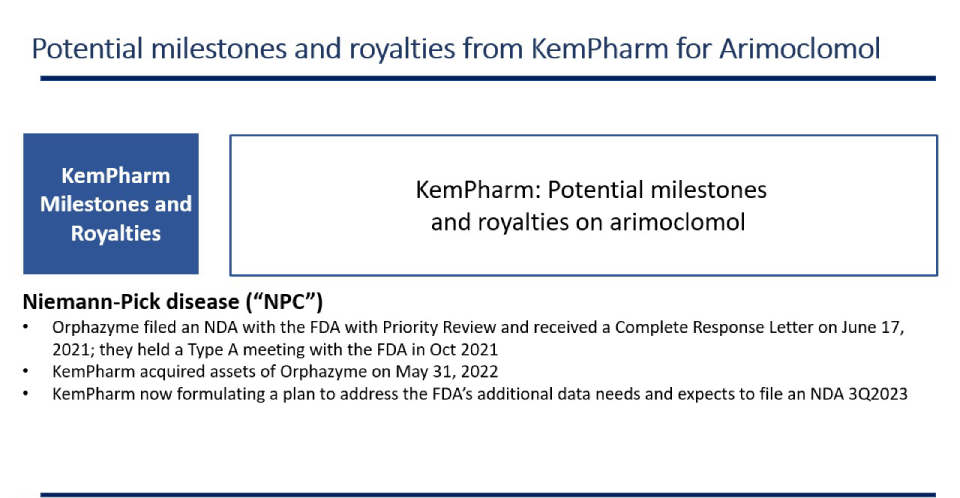 Potential milestones and royalties from KemPharm for Arimoclomol
KemPharm
Milestones and
Royalties
KemPharm: Potential milestones
and royalties on arimoclomol
Niemann-Pick disease (“NPC”)
• Orphazyme filed an NDA with the FDA with Priority Review and received a Complete Response Letter on June 17,
2021; they held a Type A meeting with the FDA in Oct 2021
• KemPharm acquired assets of Orphazyme on May 31, 2022
• KemPharm now formulating a plan to address the FDA’s additional data needs and expects to file an NDA 3Q2023